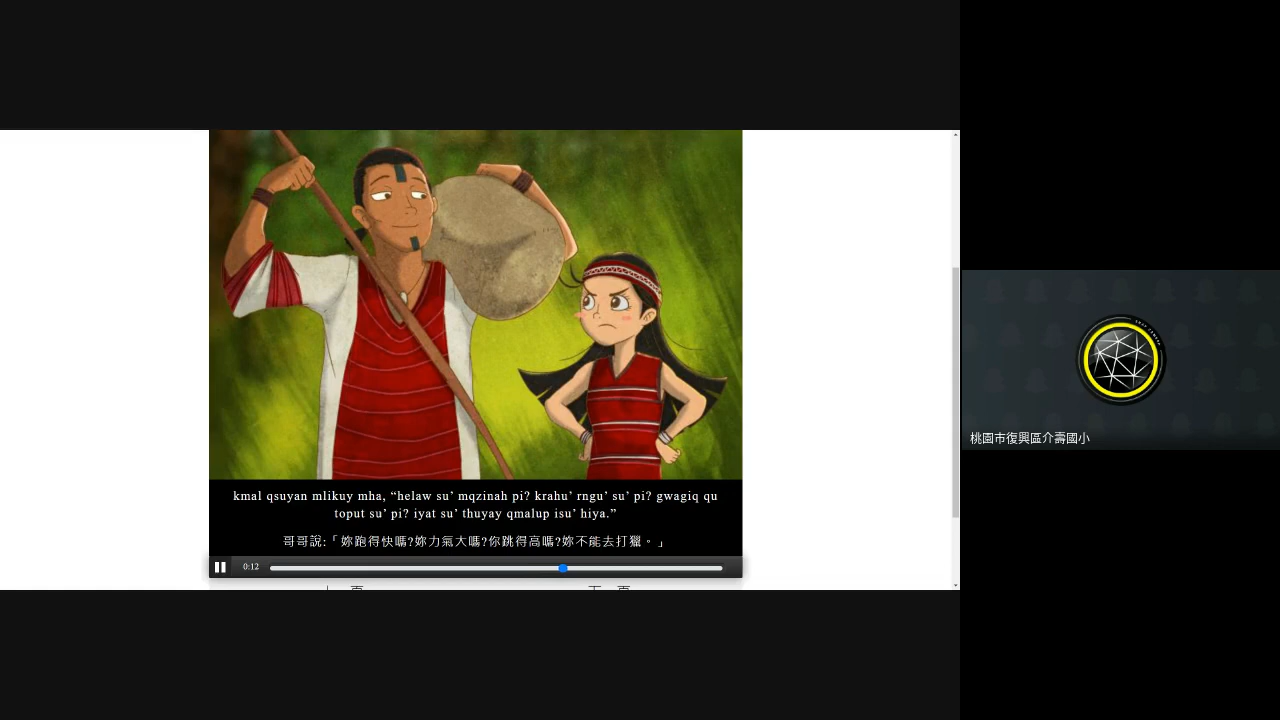 kmal qsuyan mlikuy mha, “helaw su’ mqzinah pi? krahu’ rngu’ su’ pi? gwagiq qu
toput su’ pi? iyat su’ thuyay qmalup isu’ hiya.”
哥哥說:「妳跑得快嗎?妳力氣大嗎?你跳得高嗎?妳不能去打獵。」
0:12
桃園市復興區介壽國小